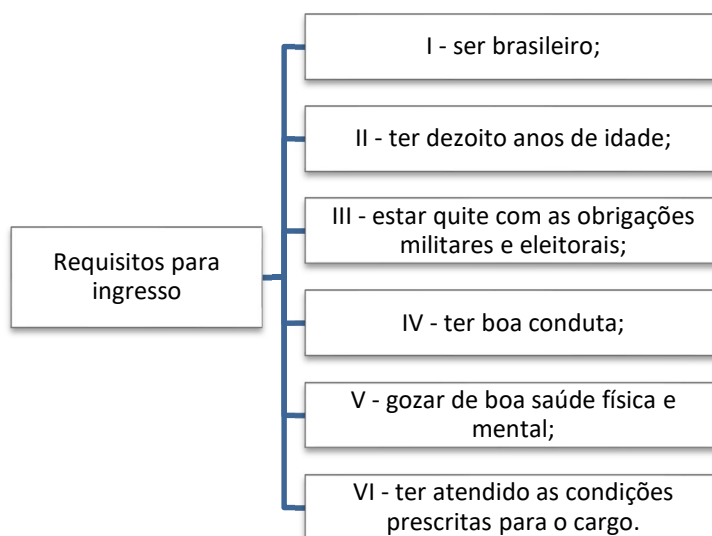 Requisitos para
ingresso
I - ser brasileiro;
II - ter dezoito anos de idade;
III - estar quite com as obrigações
militares e eleitorais;
IV - ter boa conduta;
V - gozar de boa saúde física e
mental;
VI - ter atendido as condições
prescritas para o cargo.